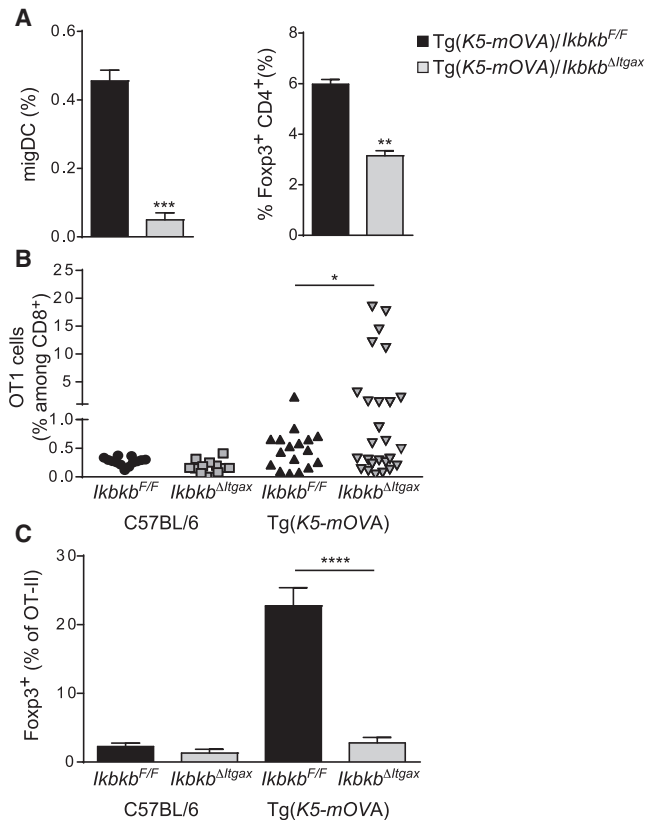 A
0.6
0.4
0.2
0.0
migDC (%)
***
8
6
4
2
0
% Foxp3+ CD4+(%)
**
Tg(K5-mOVA)/IkbkbF/F
Tg(K5-mOVA)/IkbkbΔItgax
B
25
20
15
10
5
1.0
0.5
0.0
OT1 cells
(% among CD8+)
*
IkbkbF/F IkbkbΔItgax IkbkbF/F IkbkbΔItgax
C57BL/6 Tg(K5-mOVA)
C
30
20
10
0
Foxp3+ (% of OT-II)
****
IkbkbF/F IkbkbΔItgax IkbkbF/F IkbkbΔItgax
C57BL/6 Tg(K5-mOVA)